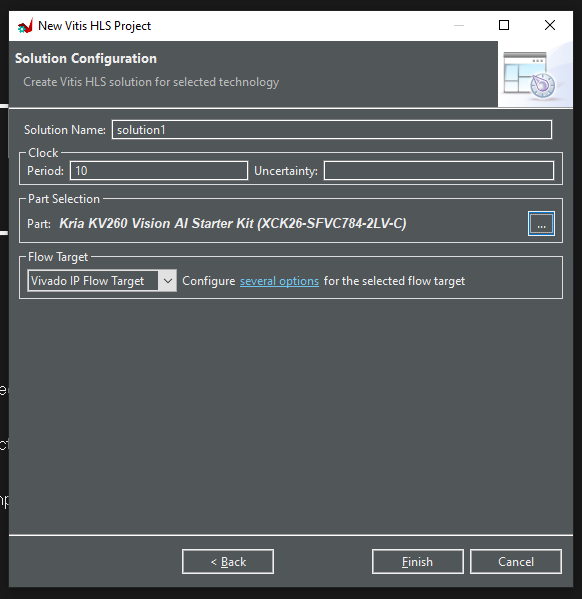 New Vitis HLS Project
Solution Configuration
Create Vitis HLS solution for selected technology
Solution Name: solution1
Clock
Period: 10 Uncertainty:
Part Selection
Part: Kria KV260 Vision AI Starter Kit (XCK26-SFVC784-2LV-C) ...
Flow Target
Vivado IP Flow Target Configure several options for the selected flow target
< Back Finish Cancel